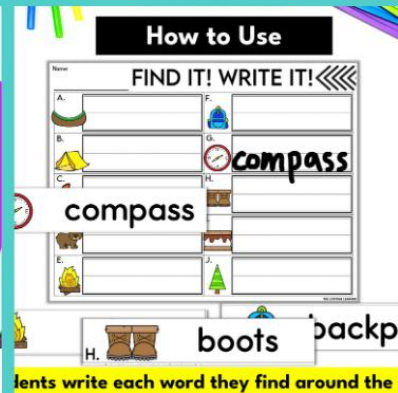 How to Use
Name
FIND IT! WRITE IT!
A.
F.
B.
G. compass
C.
H.
compass
E.
J.
H. boots
backp
dents write each word they find around the